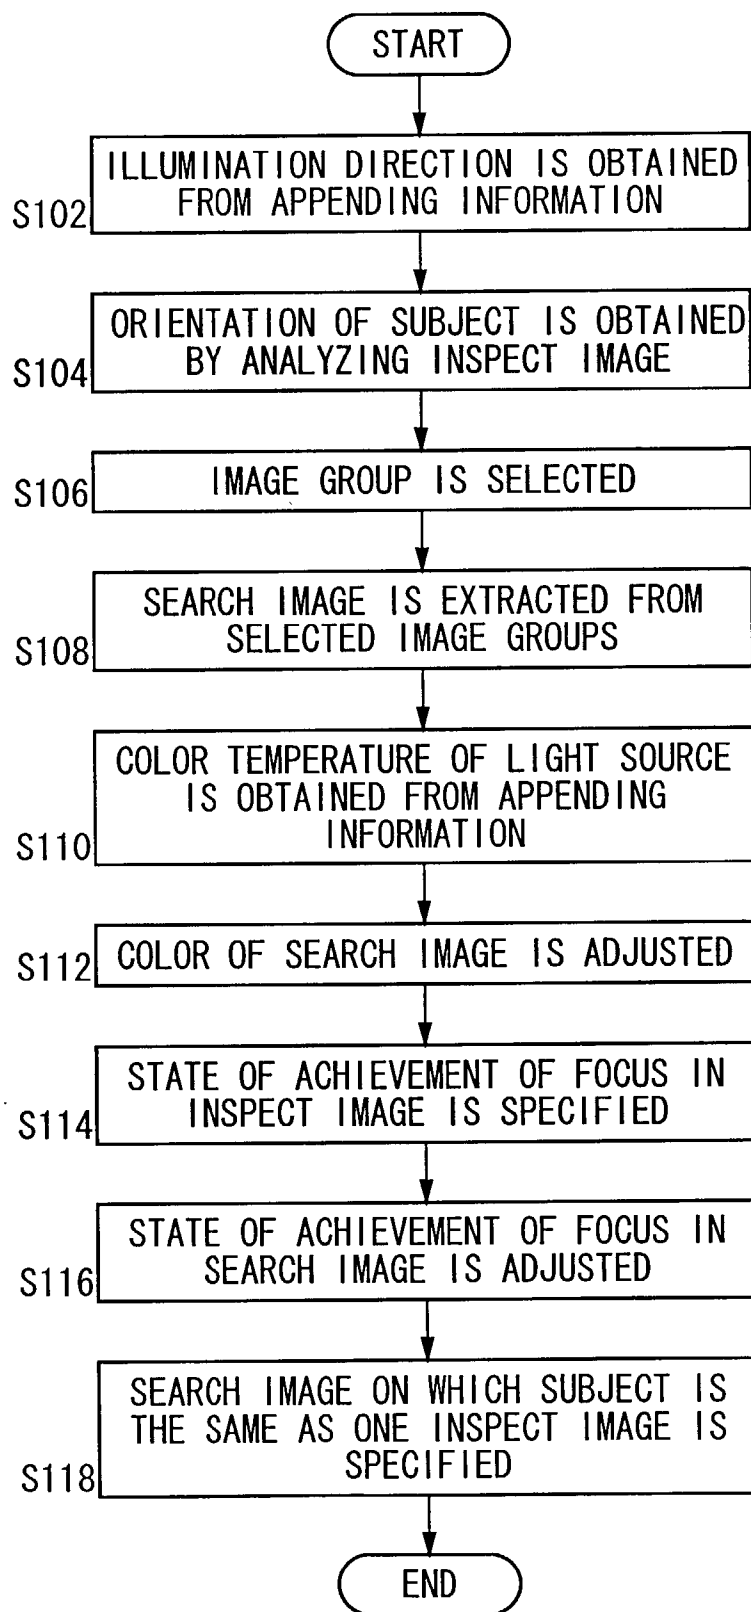 START
ILLUMINATION DIRECTION IS OBTAINED
FROM APPENDING INFORMATION
S102
ORIENTATION OF SUBJECT IS OBTAINED
BY ANALYZING INSPECT IMAGE
S104
IMAGE GROUP IS SELECTED
S106
SEARCH IMAGE IS EXTRACTED FROM
SELECTED IMAGE GROUPS
S108
COLOR TEMPERATURE OF LIGHT SOURCE
IS OBTAINED FROM APPENDING
INFORMATION
S110
COLOR OF SEARCH IMAGE IS ADJUSTED
S112
STATE OF ACHIEVEMENT OF FOCUS IN
INSPECT IMAGE IS SPECIFIED
S114
STATE OF ACHIEVEMENT OF FOCUS IN
SEARCH IMAGE IS ADJUSTED
S116
SEARCH IMAGE ON WHICH SUBJECT IS
THE SAME AS ONE INSPECT IMAGE IS
SPECIFIED
S118
END